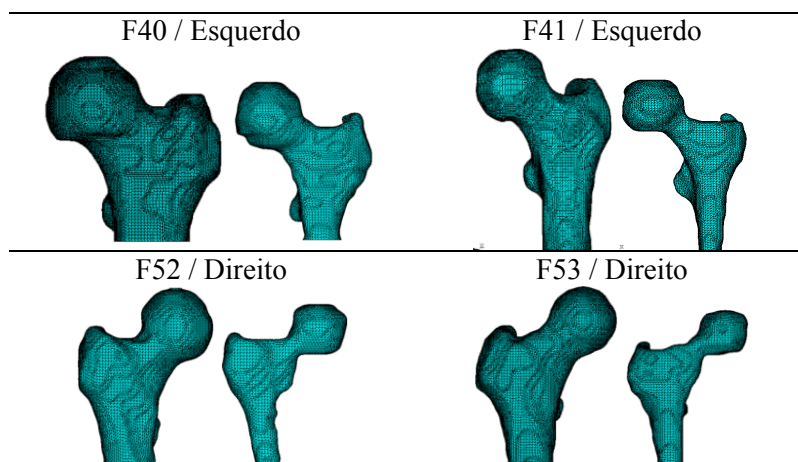 F40 / Esquerdo
F41 / Esquerdo
F52 / Direito
F53 / Direito